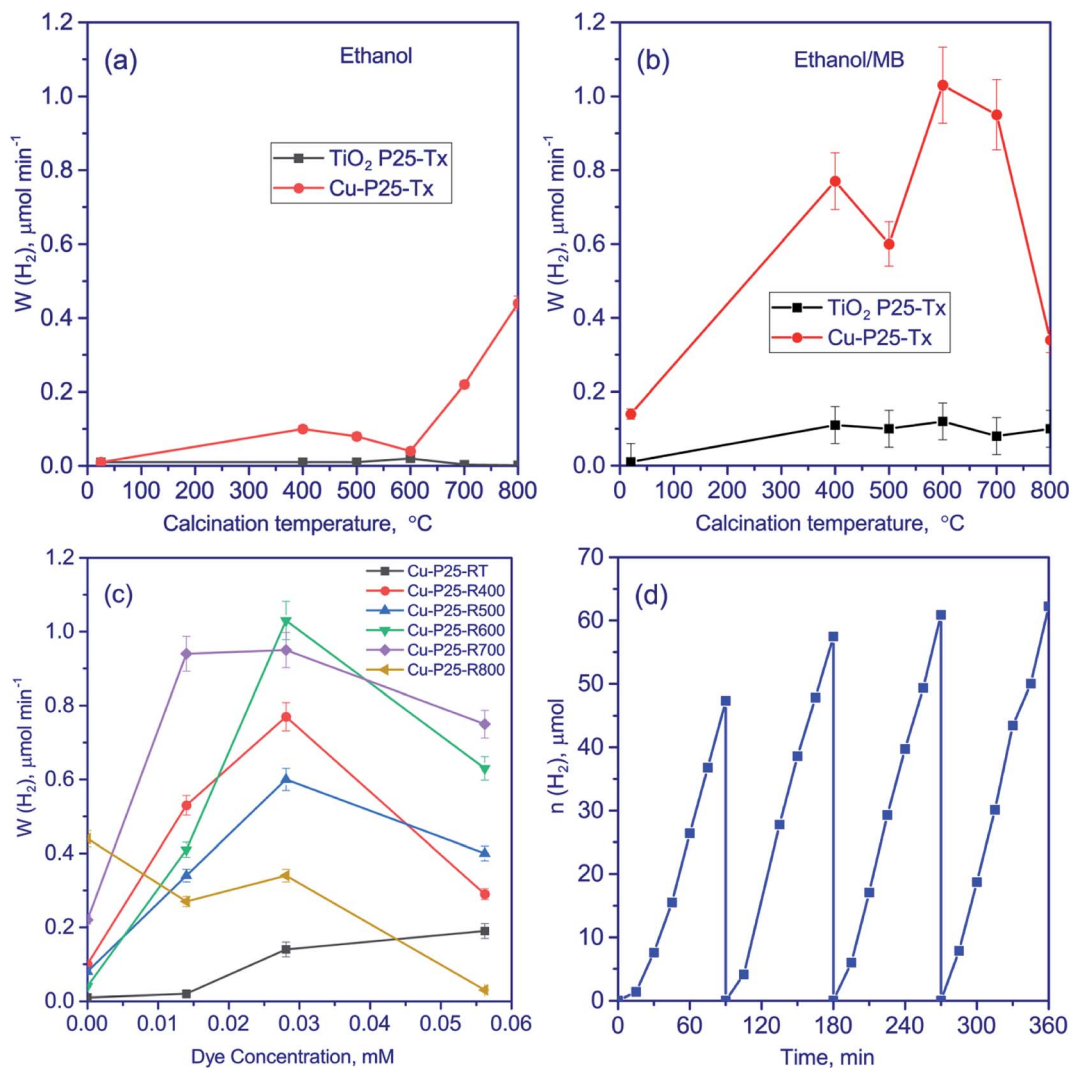 (a)
Ethanol
TiO₂ P25-Tx
Cu-P25-Tx
W (H₂), μmol min⁻¹
1.2
1.0
0.8
0.6
0.4
0.2
0.0
0 100 200 300 400 500 600 700 800
Calcination temperature, °C
(b)
Ethanol/MB
TiO₂ P25-Tx
Cu-P25-Tx
W (H₂), μmol min⁻¹
1.2
1.0
0.8
0.6
0.4
0.2
0.0
0 100 200 300 400 500 600 700 800
Calcination temperature, °C
(c)
Cu-P25-RT
Cu-P25-R400
Cu-P25-R500
Cu-P25-R600
Cu-P25-R700
Cu-P25-R800
W (H₂), μmol min⁻¹
1.2
1.0
0.8
0.6
0.4
0.2
0.0
0.00 0.01 0.02 0.03 0.04 0.05 0.06
Dye Concentration, mM
(d)
n (H₂), μmol
70
60
50
40
30
20
10
0
0 60 120 180 240 300 360
Time, min